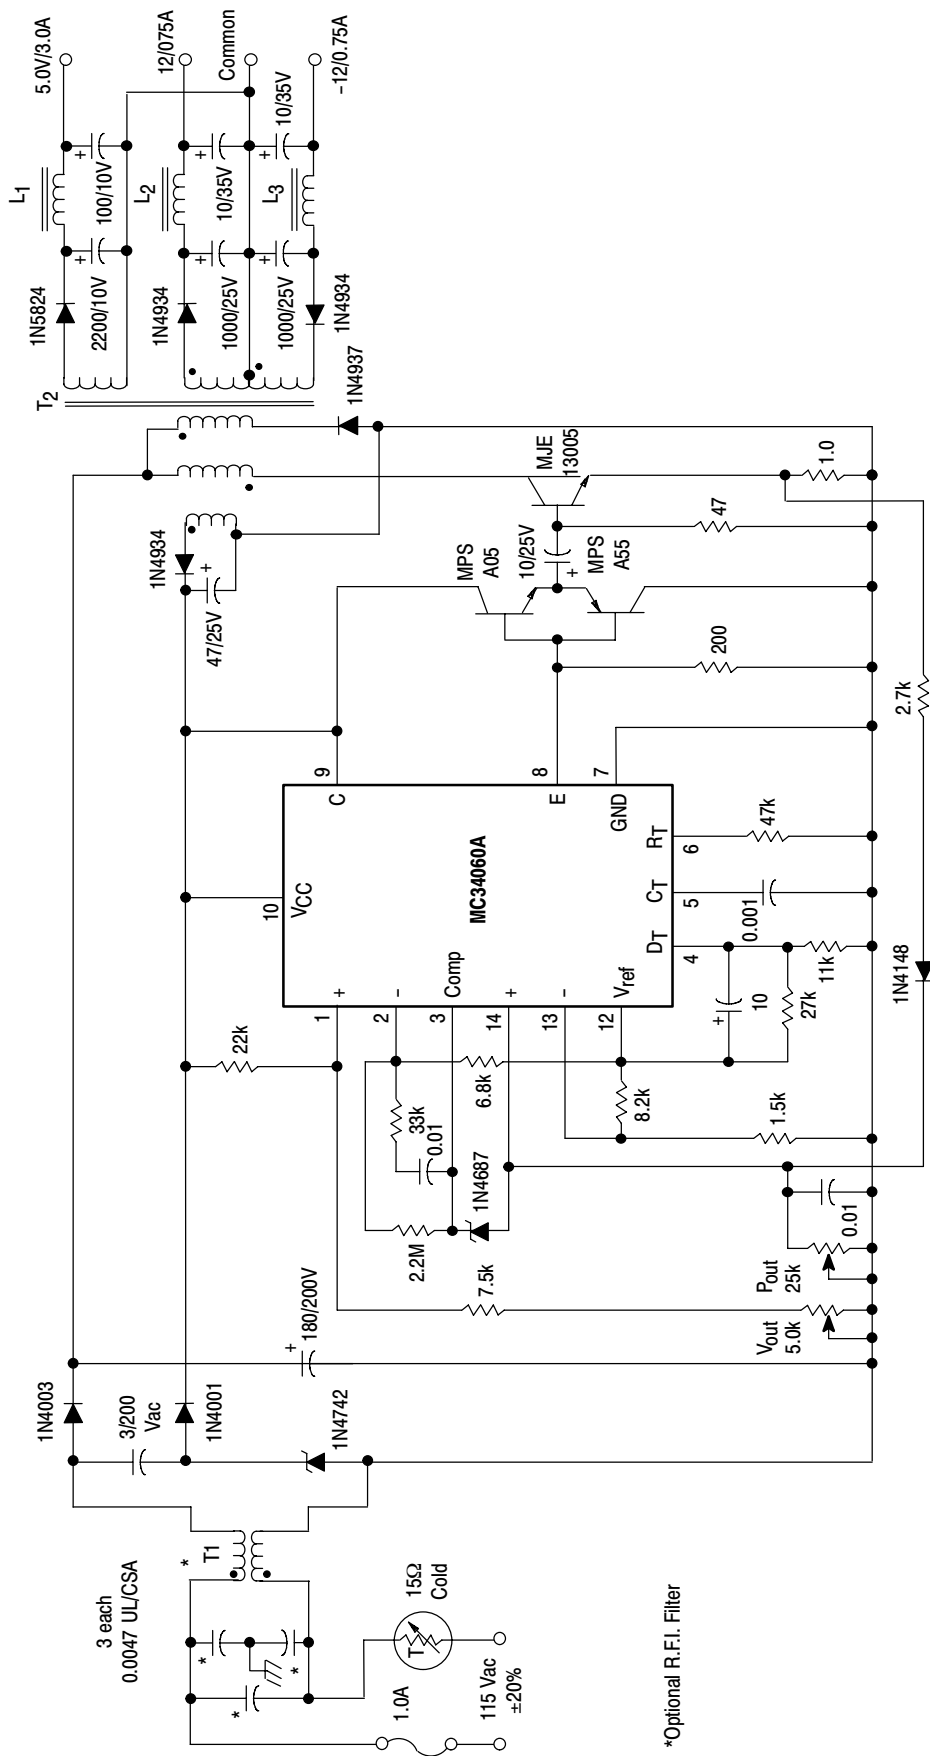 5.0V/3.0A
12/075A
Common
-12/0.75A
L1
100/10V
2200/10V
1N5824
L2
10/35V
10/35V
L3
1N4934
1000/25V
1000/25V
1N4934
T2
1N4937
1N4934
47/25V
MPS
A05
10/25V
MPS
A55
MJE
13005
1.0
47
200
2.7k
9
C
8
E
7
GND
10
VCC
MC34060A
6
RT
47k
5
CT
0.001
4
DT
11k
10
27k
1
+
2
-
3
Comp
14
+
13
-
12
Vref
22k
33k
0.01
6.8k
8.2k
1.5k
1N4148
2.2M
1N4687
7.5k
0.01
Pout
25k
Vout
5.0k
180/200V
1N4003
3/200
Vac
1N4001
1N4742
T1
*
3 each
0.0047 UL/CSA
*
*
*
T
15Ω
Cold
1.0A
115 Vac
±20%
*Optional R.F.I. Filter